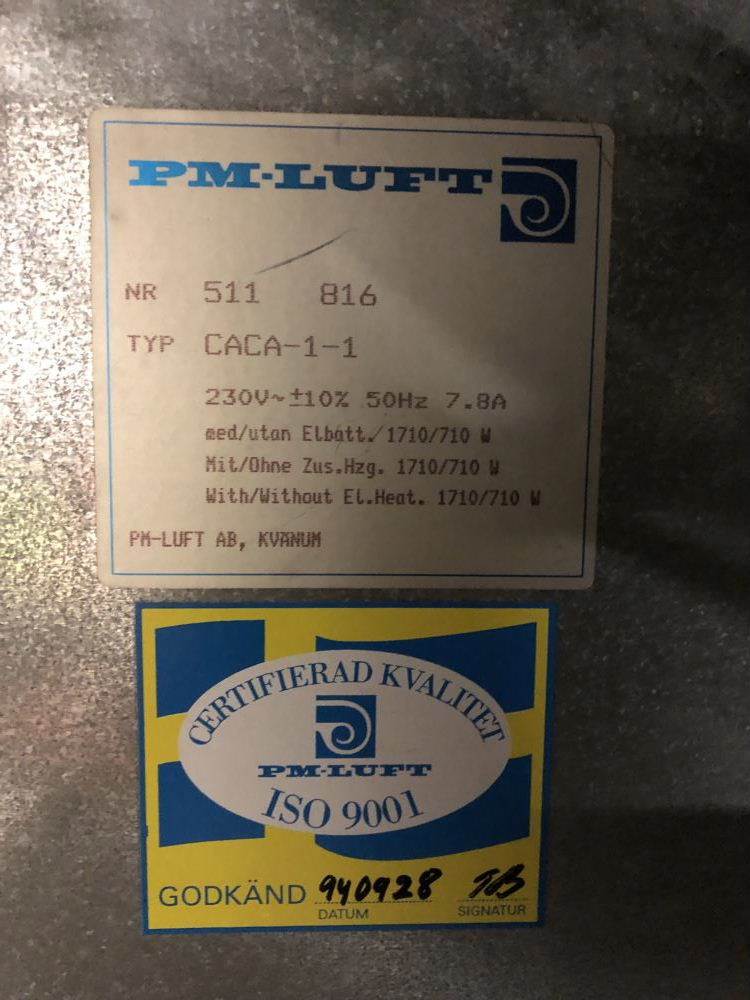 PM-LUFT
NR 511 816
TYP CACA-1-1
230V~±10% 50Hz 7.8A
med/utan Elbatt. 1710/710 W
Mit/Ohne Zus.Hzg. 1710/710 W
With/Without El.Heat. 1710/710 W
PM-LUFT AB, KVÄNUM
CERTIFIERAD KVALITET
PM-LUFT
ISO 9001
GODKÄND 940928 TB
DATUM SIGNATUR